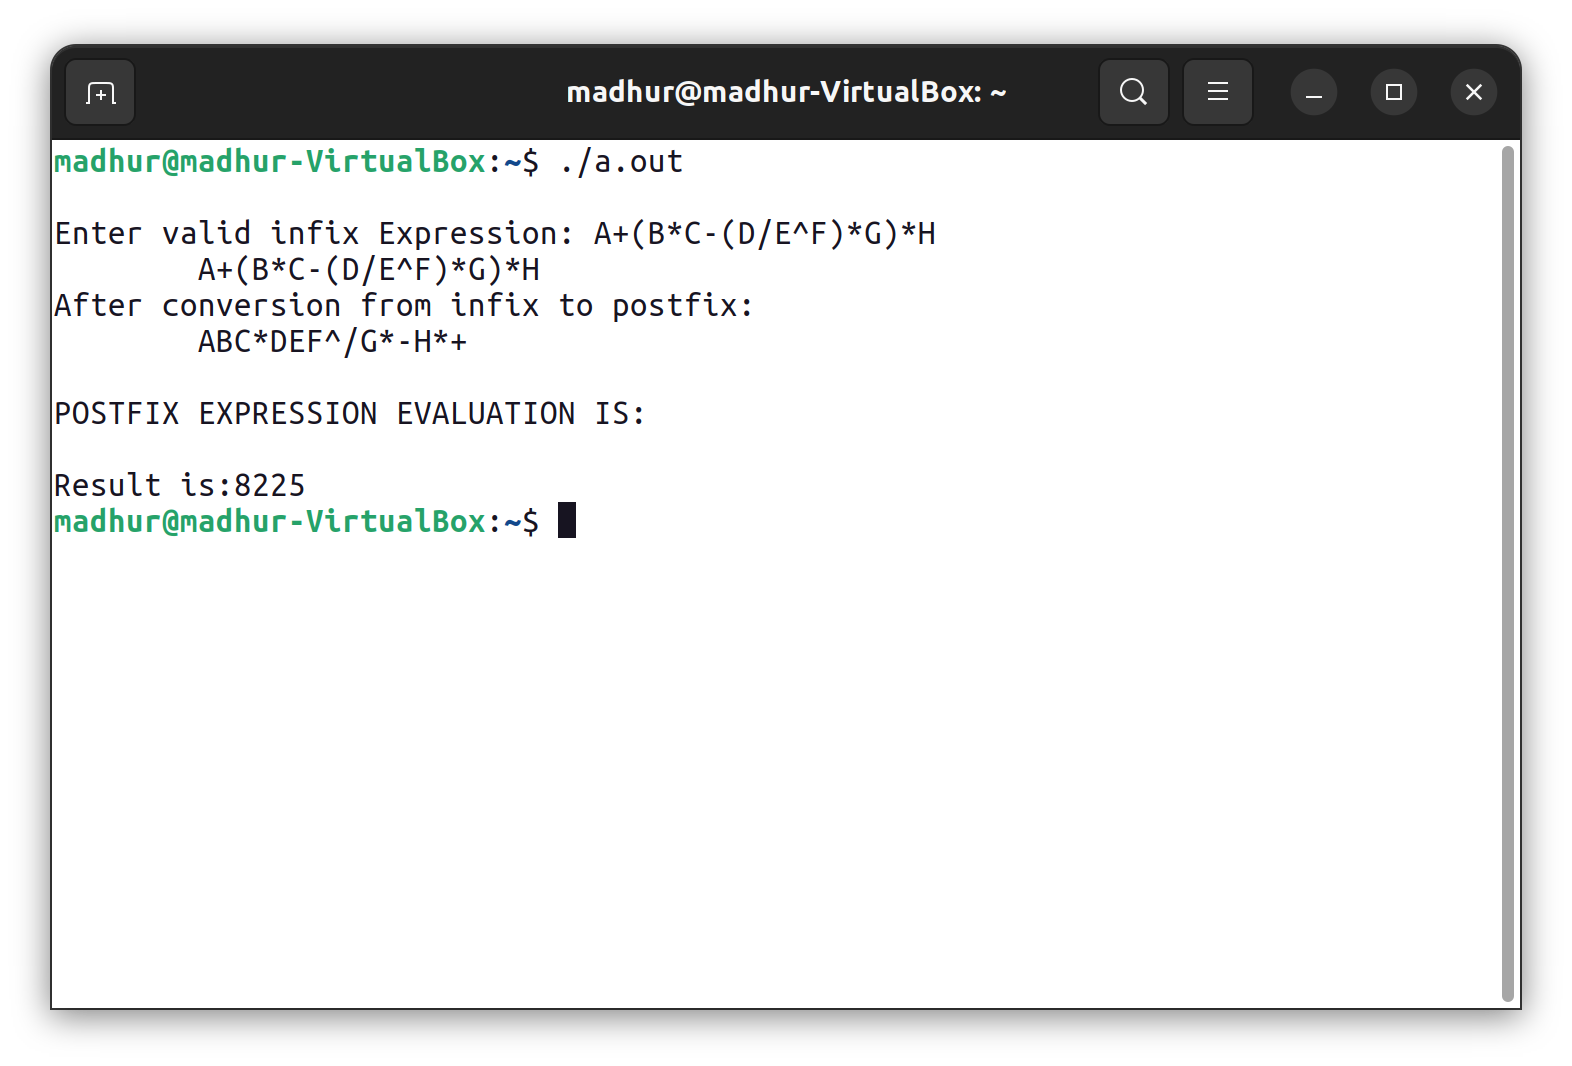 madhur@madhur-VirtualBox: ~
madhur@madhur-VirtualBox:~$ ./a.out
Enter valid infix Expression: A+(B*C-(D/E^F)*G)*H
A+(B*C-(D/E^F)*G)*H
After conversion from infix to postfix:
ABC*DEF^/G*-H*+
POSTFIX EXPRESSION EVALUATION IS:
Result is:8225
madhur@madhur-VirtualBox:~$